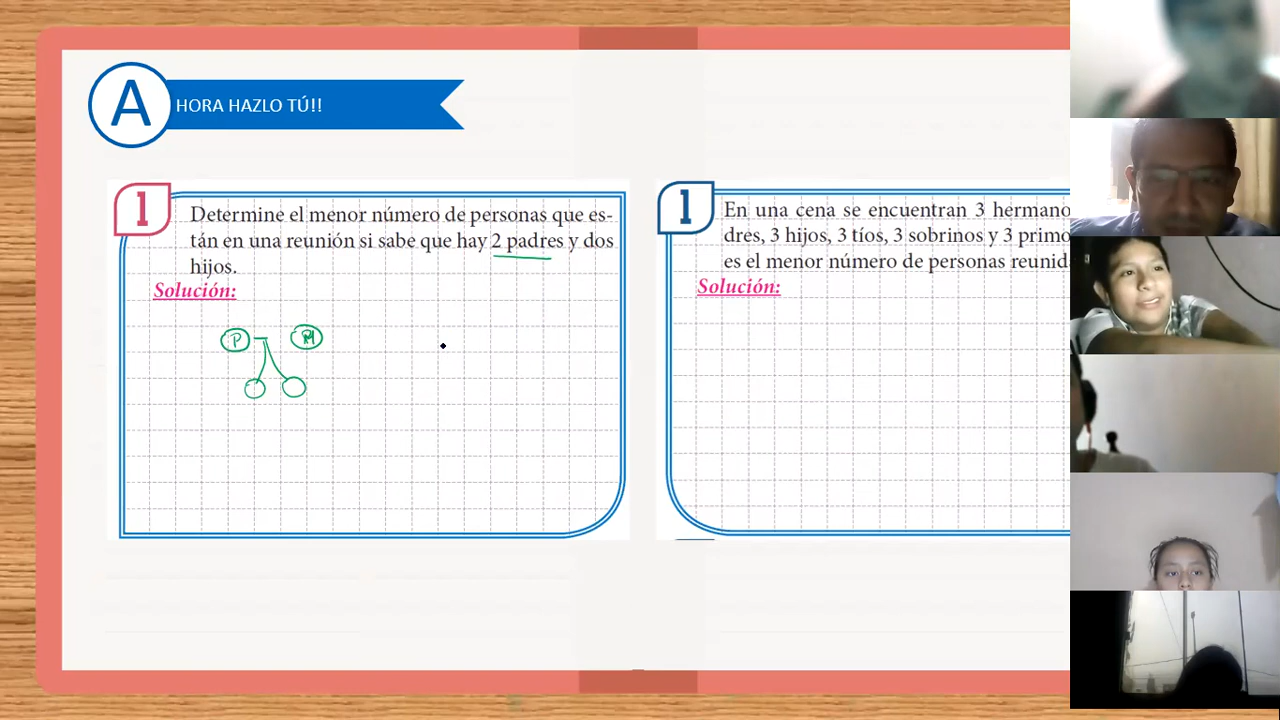 A
HORA HAZLO TÚ!!
1
Determine el menor número de personas que es-
tán en una reunión si sabe que hay 2 padres y dos
hijos.
Solución:
P
1
En una cena se encuentran 3 hermano
dres, 3 hijos, 3 tíos, 3 sobrinos y 3 primo
es el menor número de personas reunid
Solución: